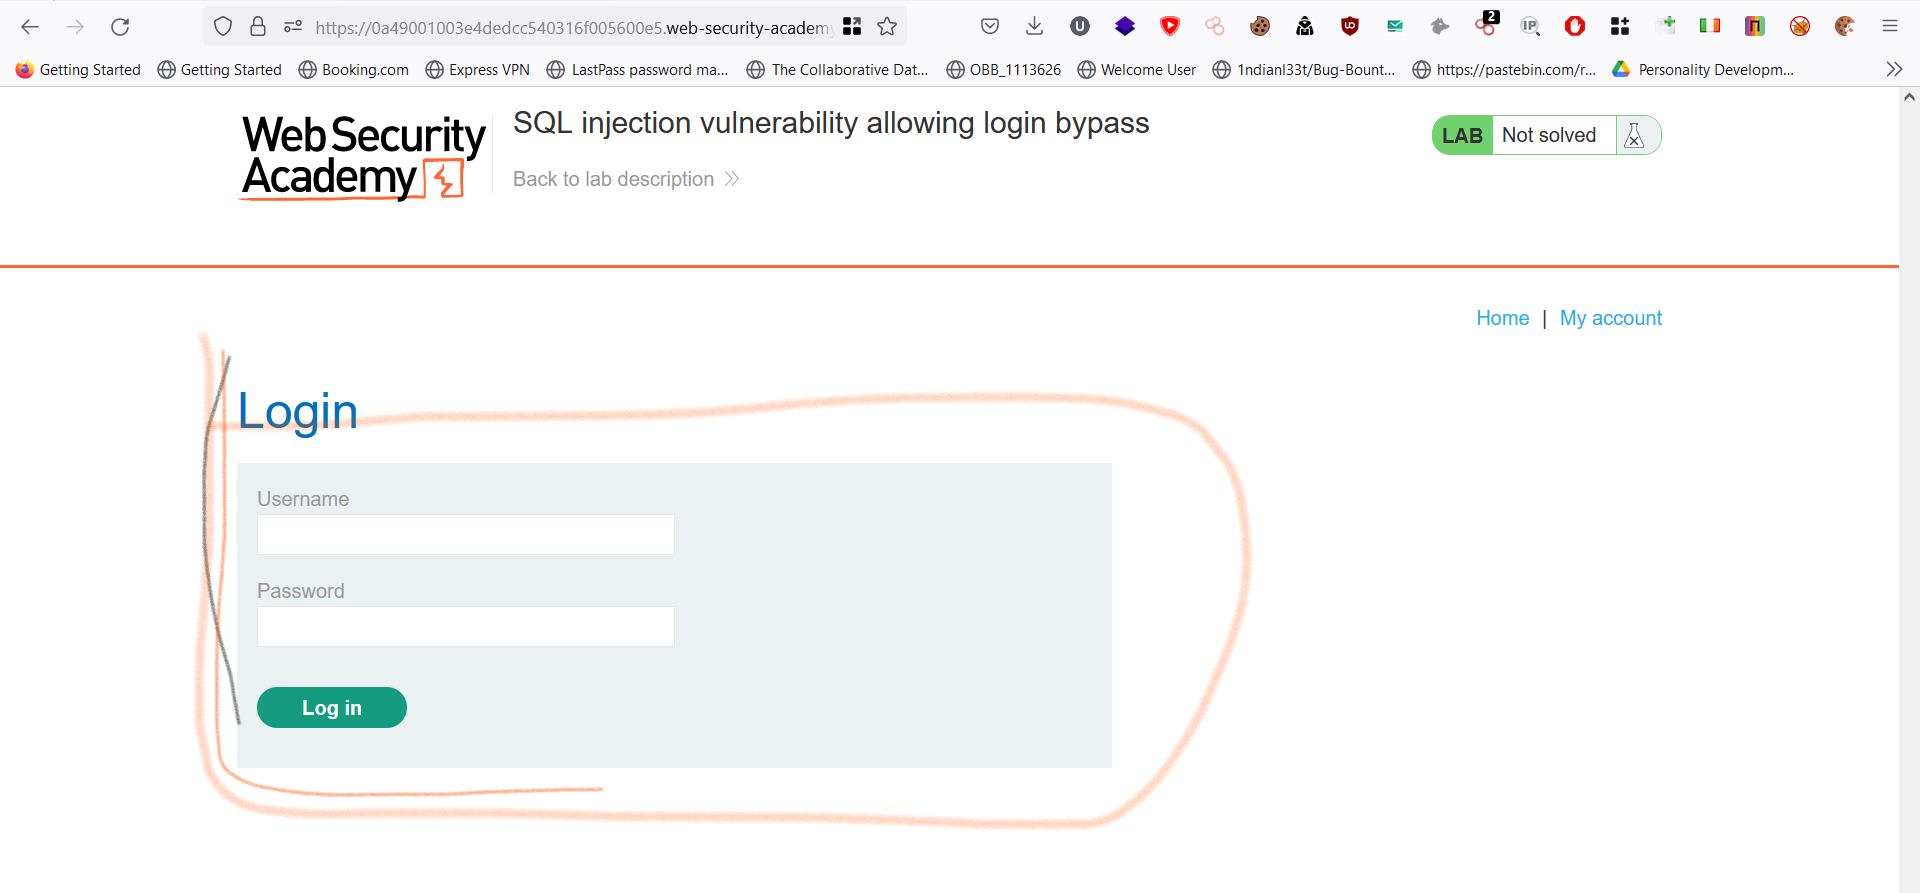 https://0a49001003e4dedcc540316f005600e5.web-security-academy
2
Getting Started Getting Started Booking.com Express VPN LastPass password ma... The Collaborative Dat... OBB_1113626 Welcome User 1ndianl33t/Bug-Bount... https://pastebin.com/r... Personality Developm...
Web Security
Academy
SQL injection vulnerability allowing login bypass
Back to lab description
LAB Not solved
Home | My account
Login
Username
Password
Log in